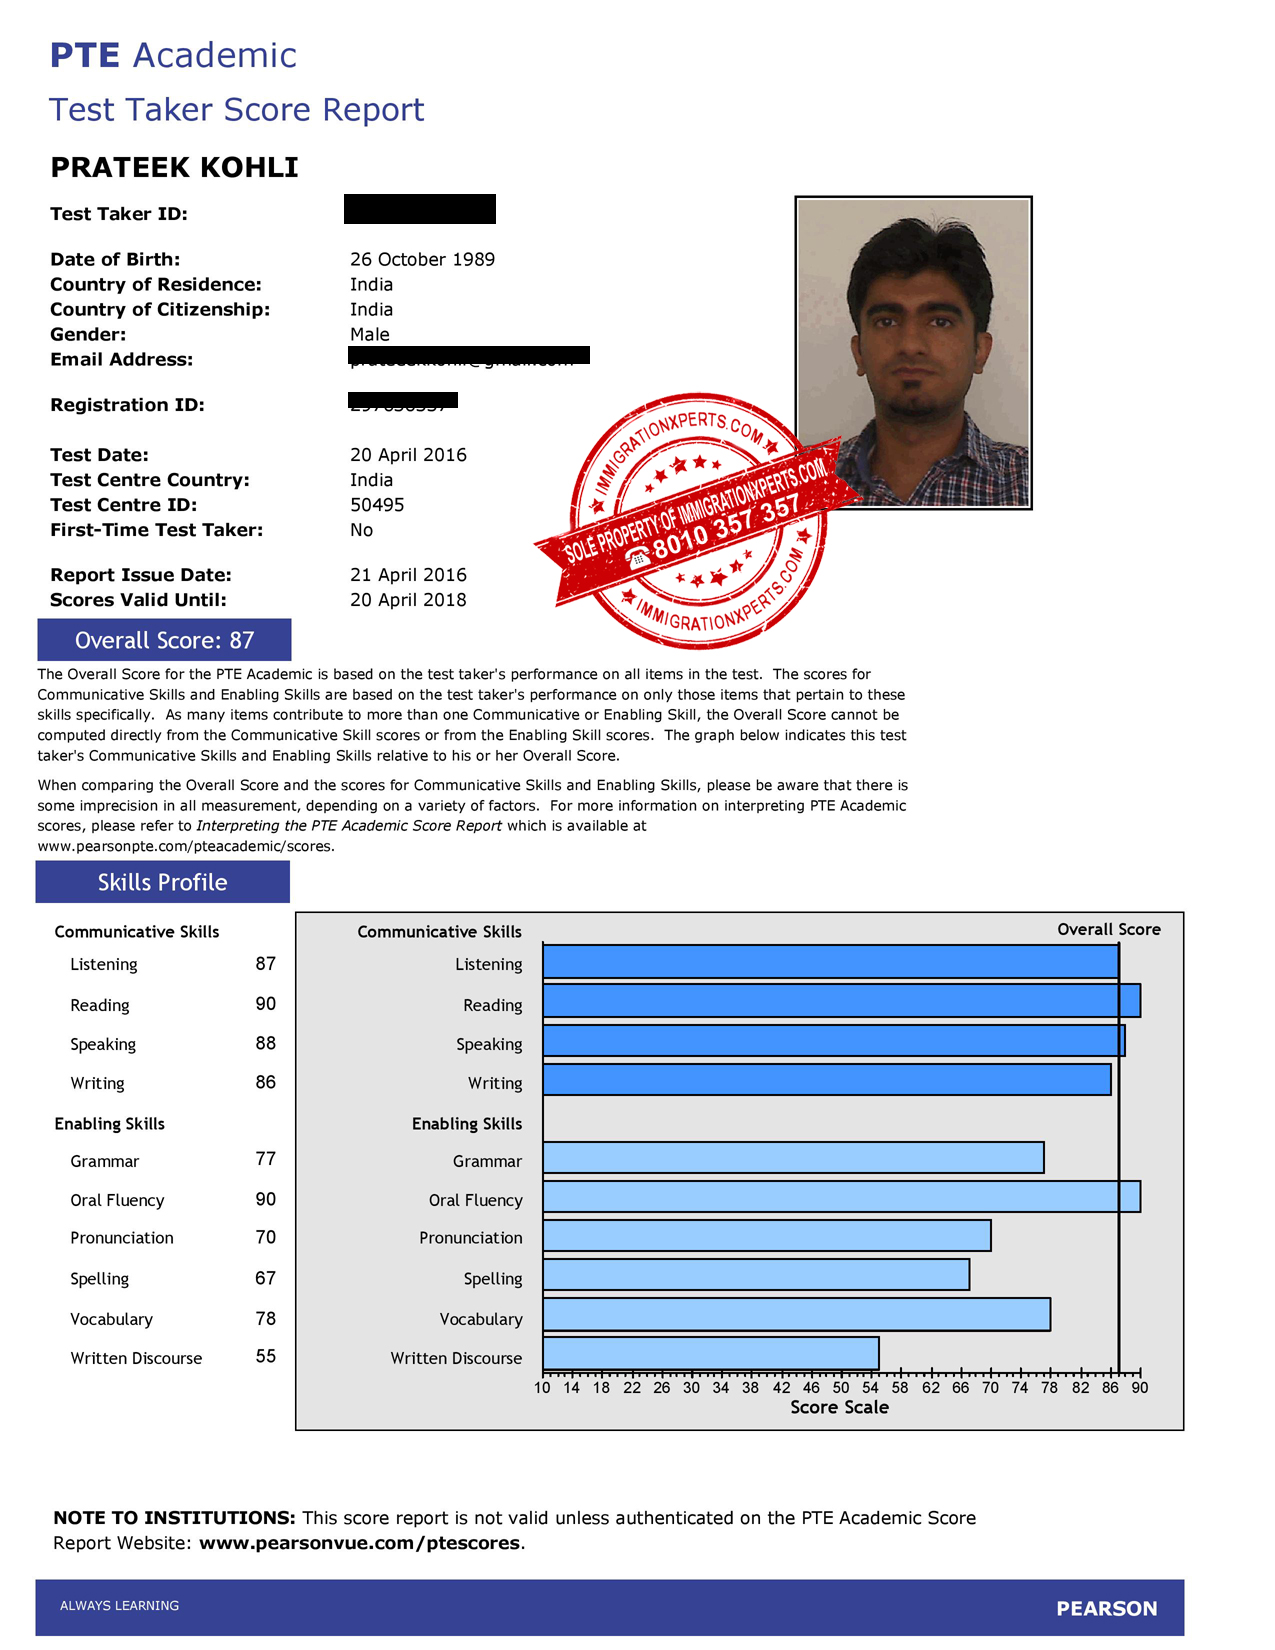 PTE Academic
Test Taker Score Report
PRATEEK KOHLI
Test Taker ID:
Date of Birth: 26 October 1989
Country of Residence: India
Country of Citizenship: India
Gender: Male
Email Address:
Registration ID:
Test Date: 20 April 2016
Test Centre Country: India
Test Centre ID: 50495
First-Time Test Taker: No
Report Issue Date: 21 April 2016
Scores Valid Until: 20 April 2018
IMMIGRATIONXPERTS.COM
SOLE PROPERTY OF IMMIGRATIONXPERTS.COM
8010 357 357
IMMIGRATIONXPERTS.COM
Overall Score: 87
The Overall Score for the PTE Academic is based on the test taker's performance on all items in the test. The scores for
Communicative Skills and Enabling Skills are based on the test taker's performance on only those items that pertain to these
skills specifically. As many items contribute to more than one Communicative or Enabling Skill, the Overall Score cannot be
computed directly from the Communicative Skill scores or from the Enabling Skill scores. The graph below indicates this test
taker's Communicative Skills and Enabling Skills relative to his or her Overall Score.
When comparing the Overall Score and the scores for Communicative Skills and Enabling Skills, please be aware that there is
some imprecision in all measurement, depending on a variety of factors. For more information on interpreting PTE Academic
scores, please refer to Interpreting the PTE Academic Score Report which is available at
www.pearsonpte.com/pteacademic/scores.
Skills Profile
Communicative Skills
Listening 87
Reading 90
Speaking 88
Writing 86
Enabling Skills
Grammar 77
Oral Fluency 90
Pronunciation 70
Spelling 67
Vocabulary 78
Written Discourse 55
Communicative Skills Overall Score
Listening
Reading
Speaking
Writing
Enabling Skills
Grammar
Oral Fluency
Pronunciation
Spelling
Vocabulary
Written Discourse
10 14 18 22 26 30 34 38 42 46 50 54 58 62 66 70 74 78 82 86 90
Score Scale
NOTE TO INSTITUTIONS: This score report is not valid unless authenticated on the PTE Academic Score
Report Website: www.pearsonvue.com/ptescores.
ALWAYS LEARNING PEARSON